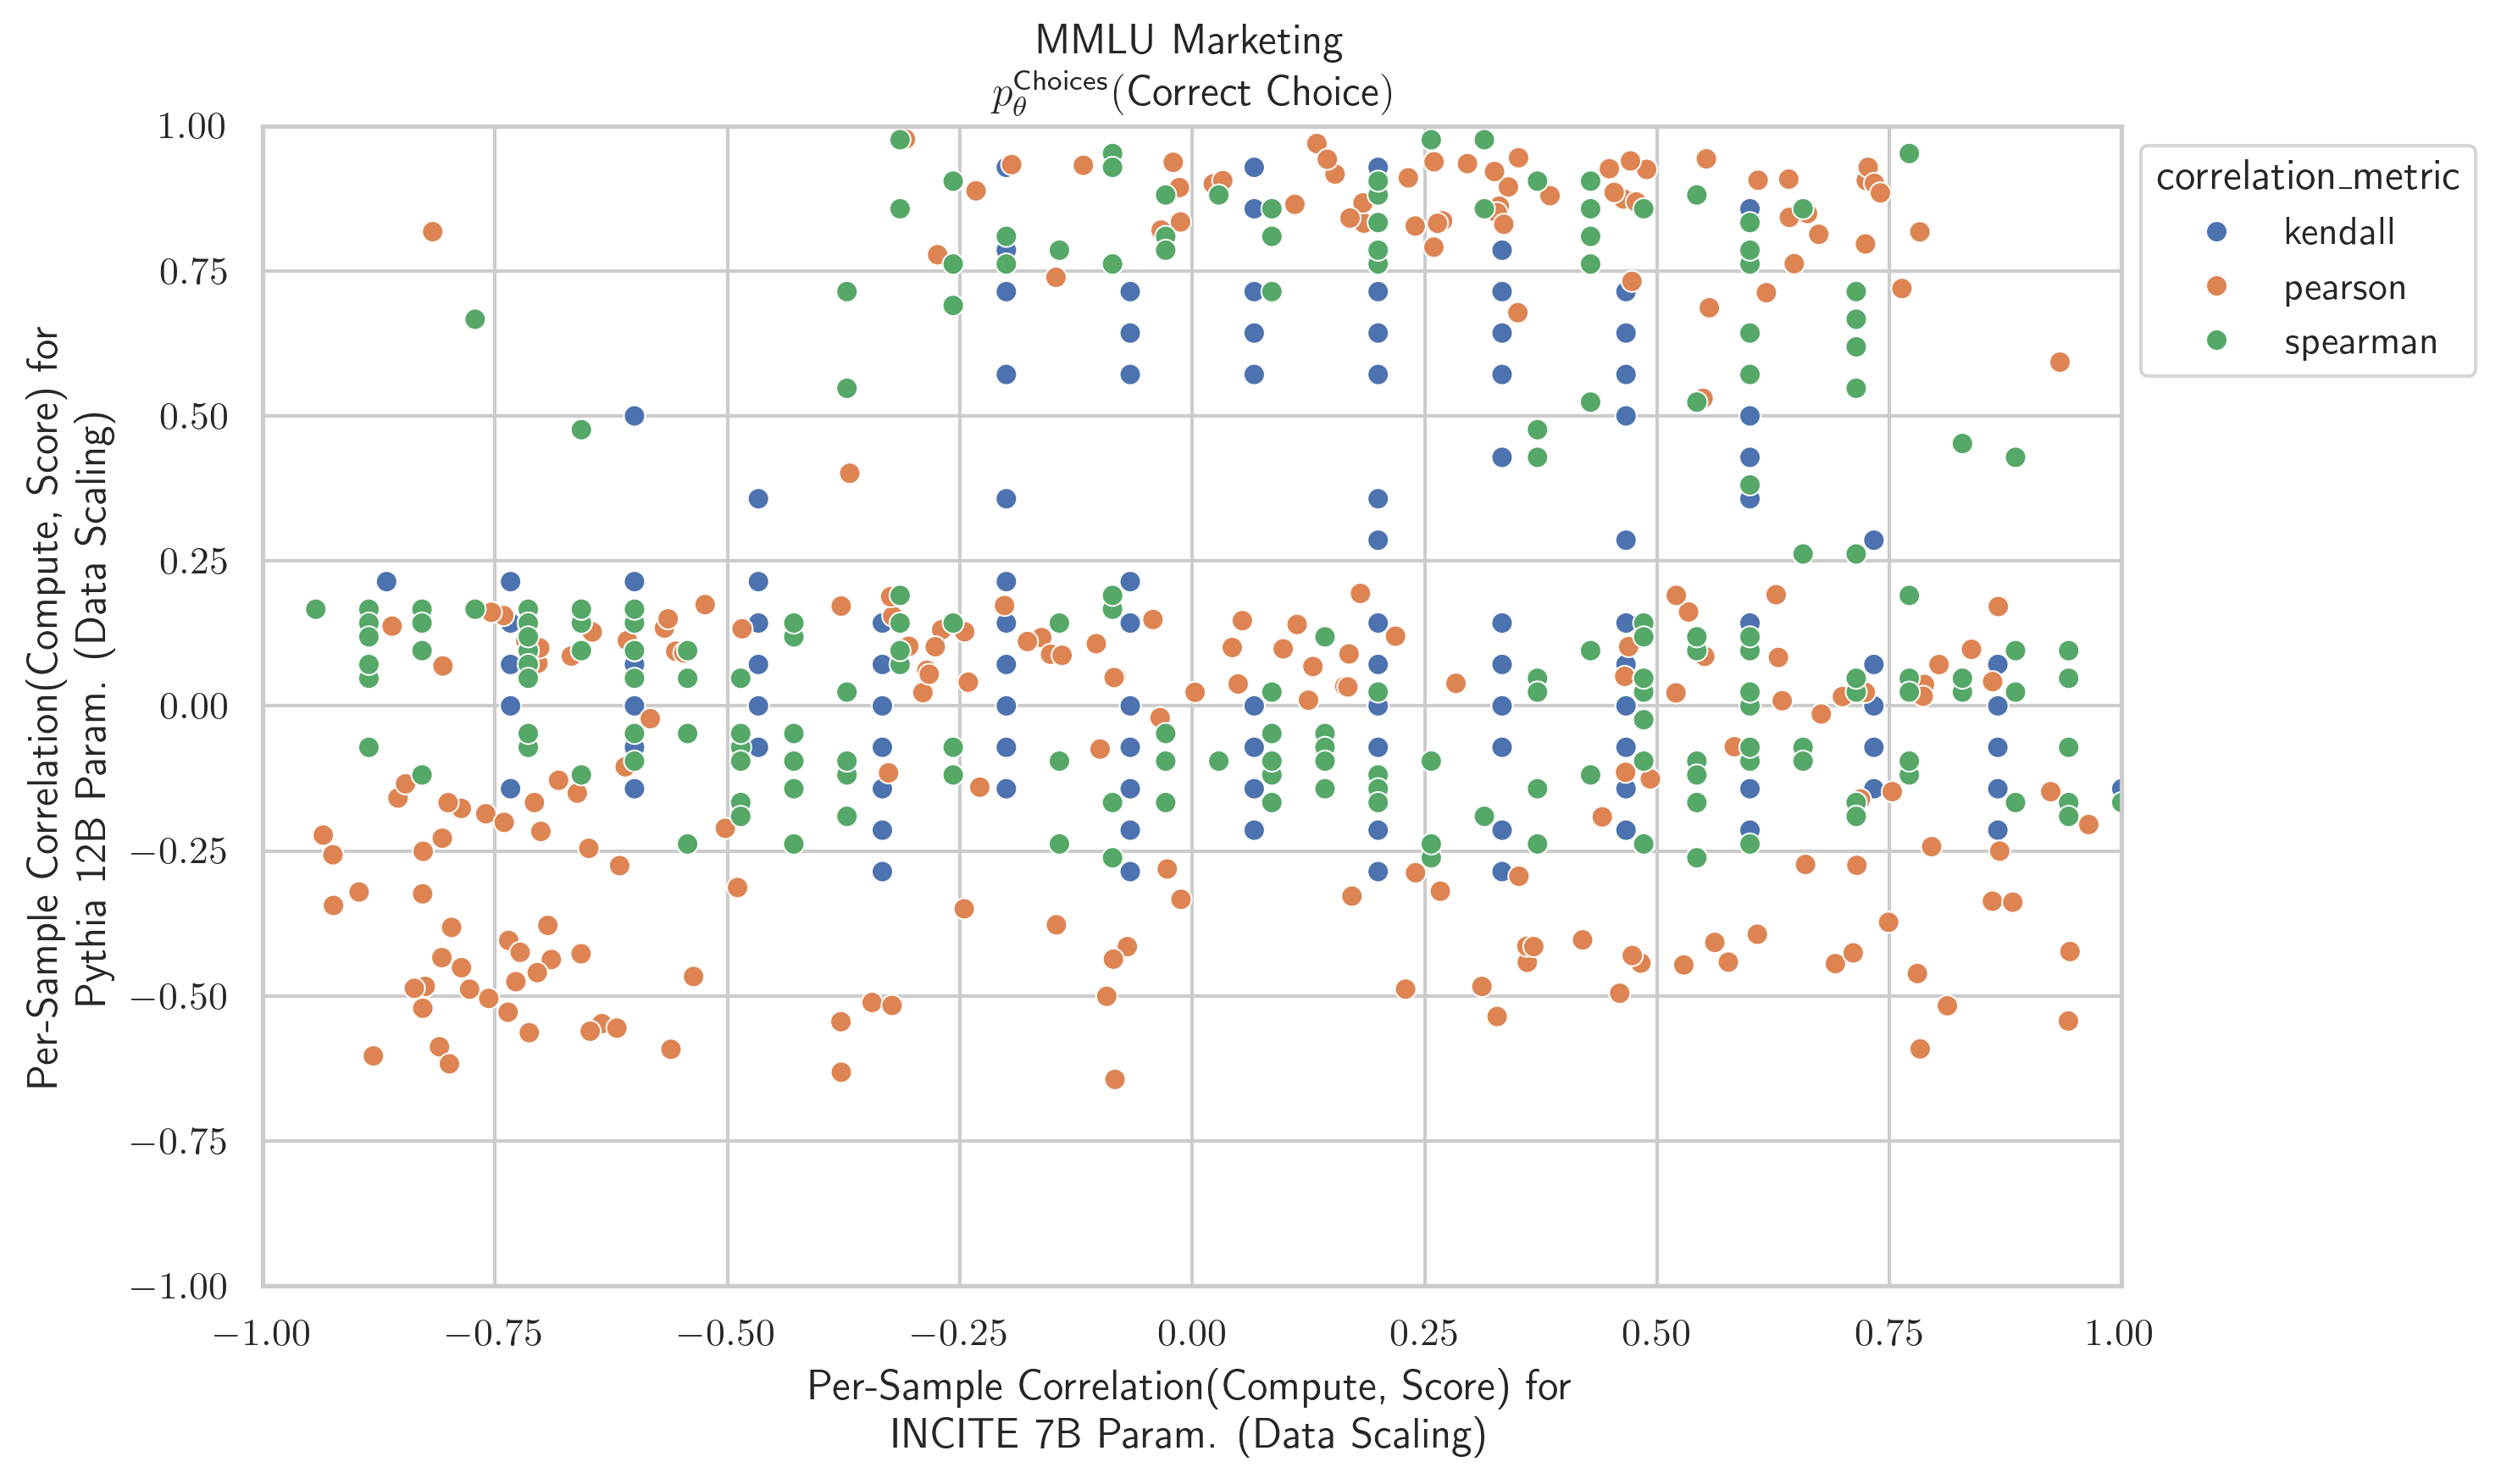 MMLU Marketing
p_θ^Choices(Correct Choice)
1.00
0.75
0.50
0.25
0.00
−0.25
−0.50
−0.75
−1.00
Per-Sample Correlation(Compute, Score) for
Pythia 12B Param. (Data Scaling)
correlation_metric
kendall
pearson
spearman
−1.00 −0.75 −0.50 −0.25 0.00 0.25 0.50 0.75 1.00
Per-Sample Correlation(Compute, Score) for
INCITE 7B Param. (Data Scaling)